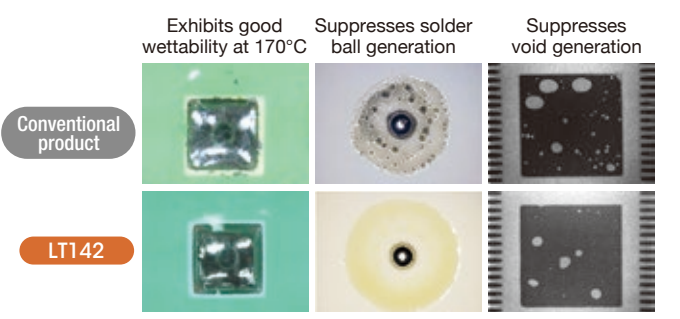 Exhibits good
wettability at 170°C
Suppresses solder
ball generation
Suppresses
void generation
Conventional
product
LT142